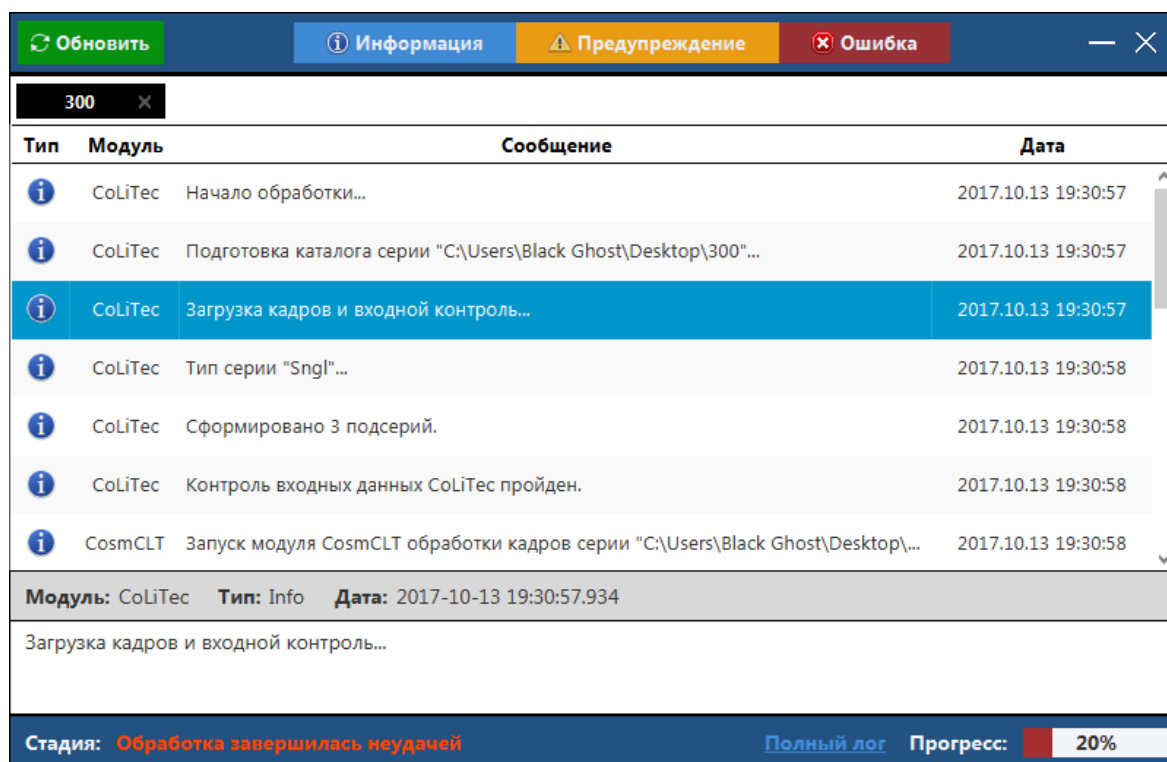 Обновить Информация Предупреждение Ошибка
300
Тип Модуль Сообщение Дата
CoLiTec Начало обработки... 2017.10.13 19:30:57
CoLiTec Подготовка каталога серии "C:\Users\Black Ghost\Desktop\300"... 2017.10.13 19:30:57
CoLiTec Загрузка кадров и входной контроль... 2017.10.13 19:30:57
CoLiTec Тип серии "Sngl"... 2017.10.13 19:30:58
CoLiTec Сформировано 3 подсерий. 2017.10.13 19:30:58
CoLiTec Контроль входных данных CoLiTec пройден. 2017.10.13 19:30:58
CosmCLT Запуск модуля CosmCLT обработки кадров серии "C:\Users\Black Ghost\Desktop\... 2017.10.13 19:30:58
Модуль: CoLiTec Тип: Info Дата: 2017-10-13 19:30:57.934
Загрузка кадров и входной контроль...
Стадия: Обработка завершилась неудачей Полный лог Прогресс: 20%